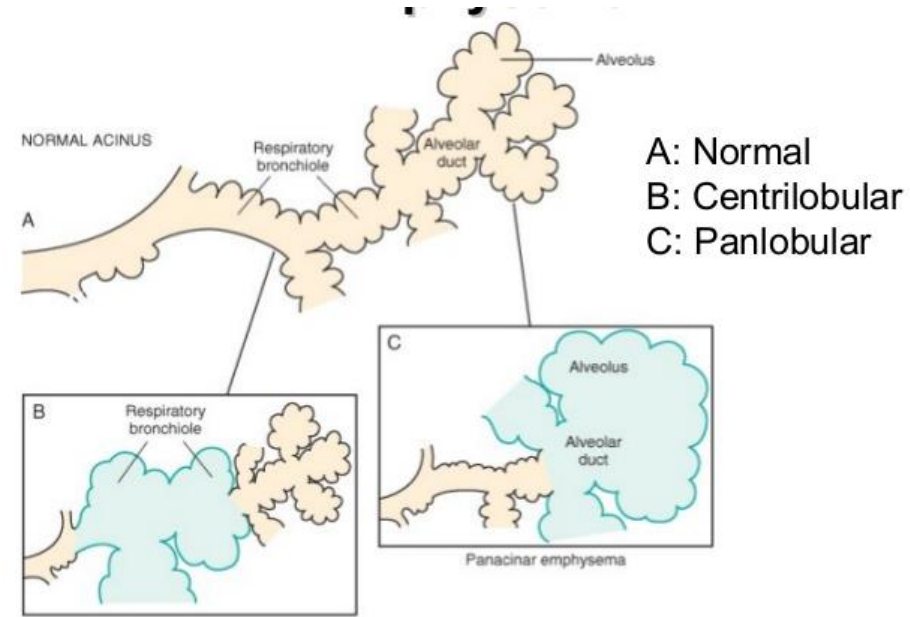 Alveolus
NORMAL ACINUS
Respiratory
bronchiole
Alveolar
duct
A
A: Normal
B: Centrilobular
C: Panlobular
C
Alveolus
Alveolar
duct
Panacinar emphysema
B
Respiratory
bronchiole